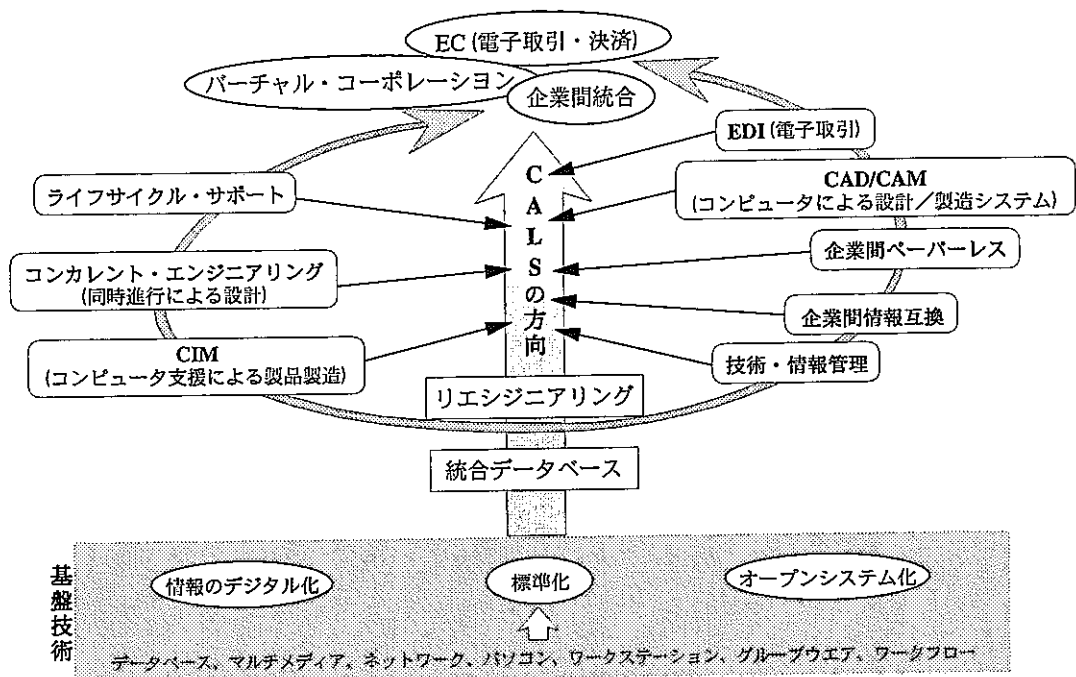 EC (電子取引・決済)
バーチャル・コーポレーション
企業間統合
EDI (電子取引)
CALSの方向
ライフサイクル・サポート
CAD/CAM
(コンピュータによる設計／製造システム)
企業間ペーパーレス
コンカレント・エンジニアリング
(同時進行による設計)
企業間情報互換
CIM
(コンピュータ支援による製品製造)
技術・情報管理
リエシジニアリング
統合データベース
基盤技術
情報のデジタル化
標準化
オープンシステム化
データベース、マルチメディア、ネットワーク、パソコン、ワークステーション、グループウエア、ワークフロー